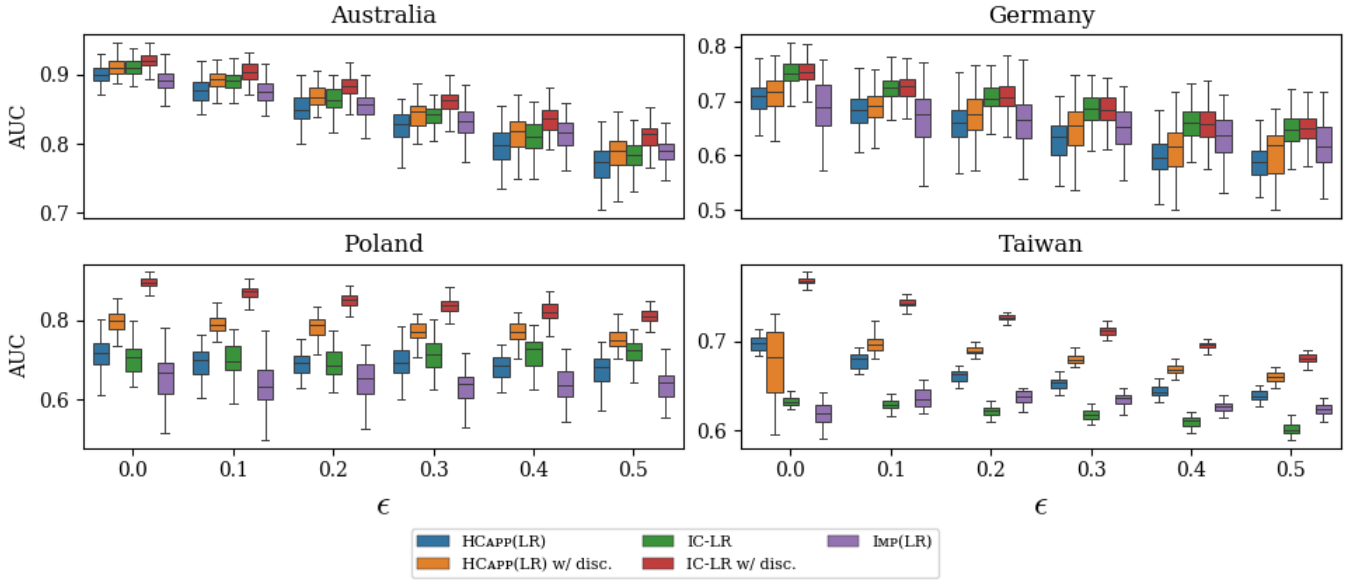 Australia
Germany
AUC
0.9
0.8
0.7
0.8
0.7
0.6
0.5
Poland
Taiwan
AUC
0.8
0.6
0.7
0.6
0.0 0.1 0.2 0.3 0.4 0.5
0.0 0.1 0.2 0.3 0.4 0.5
ϵ
ϵ
HCAPP(LR) IC-LR IMP(LR)
HCAPP(LR) w/ disc. IC-LR w/ disc.